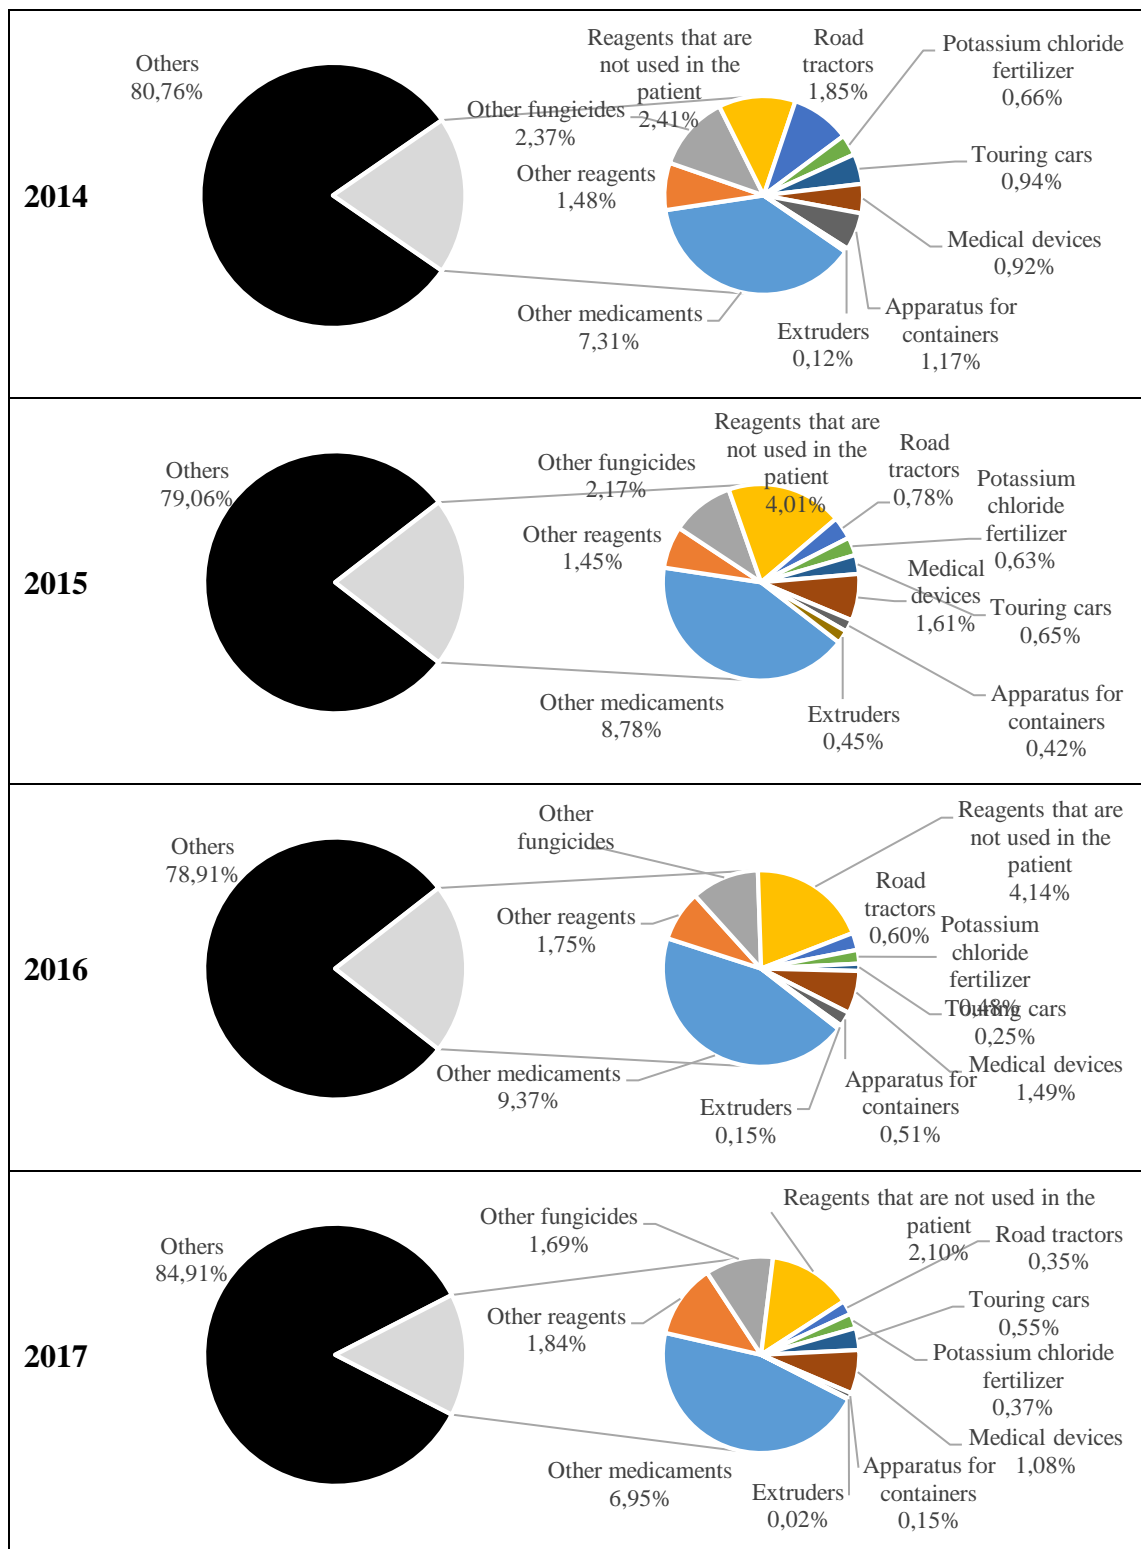 2014
Others
80,76%
Reagents that are
not used in the
patient
2,41%
Road
tractors
1,85%
Potassium chloride
fertilizer
0,66%
Other fungicides
2,37%
Touring cars
0,94%
Other reagents
1,48%
Medical devices
0,92%
Other medicaments
7,31%
Extruders
0,12%
Apparatus for
containers
1,17%
2015
Others
79,06%
Other fungicides
2,17%
Reagents that are
not used in the
patient
4,01%
Road
tractors
0,78%
Potassium
chloride
fertilizer
0,63%
Other reagents
1,45%
Medical
devices
1,61%
Touring cars
0,65%
Other medicaments
8,78%
Extruders
0,45%
Apparatus for
containers
0,42%
2016
Others
78,91%
Other
fungicides
Reagents that are
not used in the
patient
4,14%
Road
tractors
0,60%
Other reagents
1,75%
Potassium
chloride
fertilizer
0,48%
Touring cars
0,25%
Other medicaments
9,37%
Extruders
0,15%
Apparatus for
containers
0,51%
Medical devices
1,49%
2017
Others
84,91%
Other fungicides
1,69%
Reagents that are not used in the
patient
2,10%
Road tractors
0,35%
Other reagents
1,84%
Touring cars
0,55%
Potassium chloride
fertilizer
0,37%
Medical devices
1,08%
Other medicaments
6,95%
Extruders
0,02%
Apparatus for
containers
0,15%